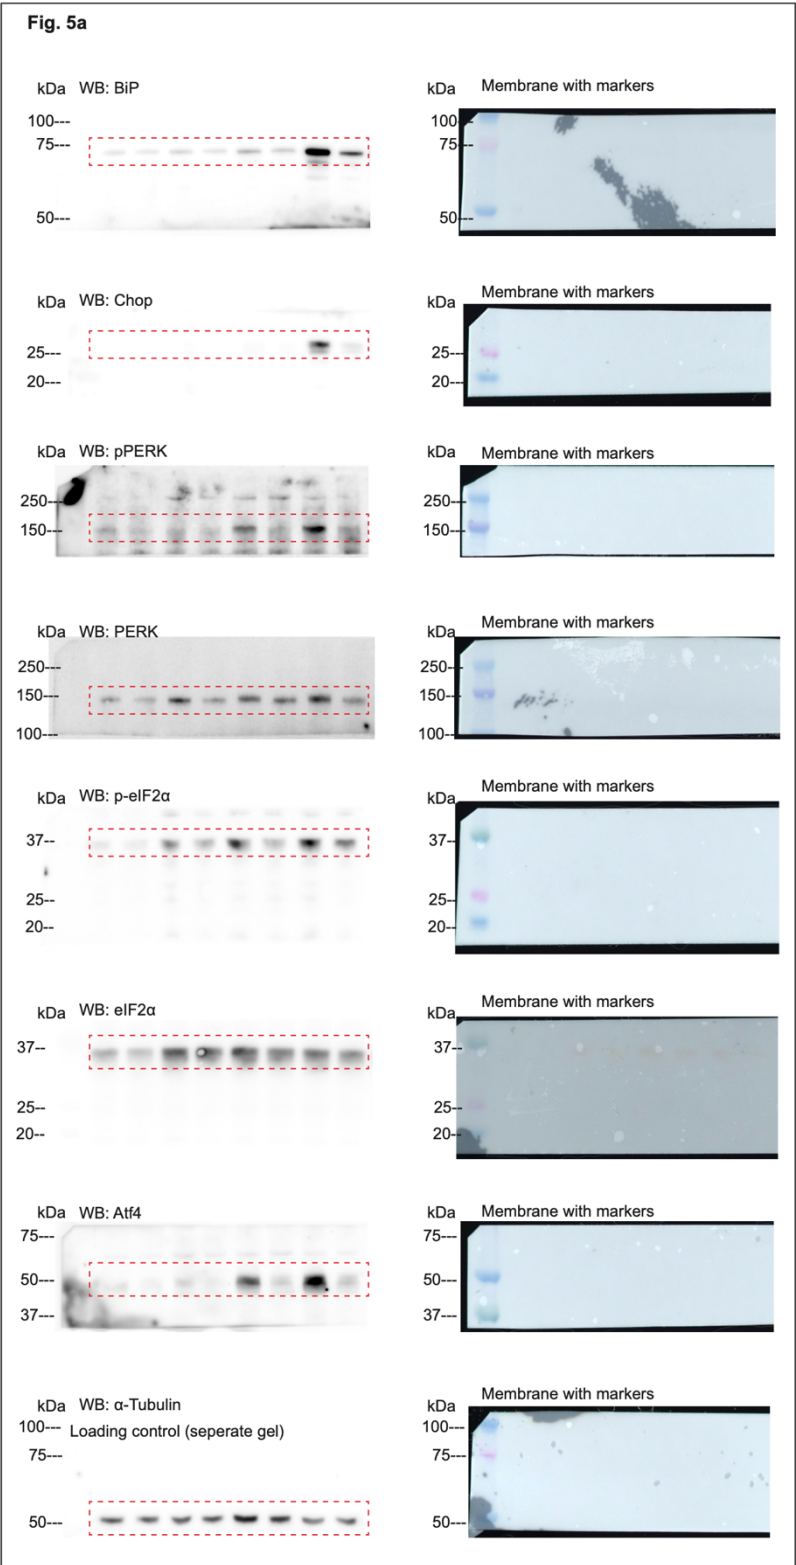 Fig. 5a
kDa WB: BiP
100---
75---
50---
kDa Membrane with markers
100--
75---
50---
kDa WB: Chop
25---
20---
kDa Membrane with markers
25---
20---
kDa WB: pPERK
250---
150---
kDa Membrane with markers
250---
150---
kDa WB: PERK
250---
150---
100---
kDa Membrane with markers
250---
150---
100---
kDa WB: p-eIF2α
37--
25--
20--
kDa Membrane with markers
37--
25--
20--
kDa WB: eIF2α
37--
25--
20--
kDa Membrane with markers
37--
25--
20--
kDa WB: Atf4
75---
50---
37---
kDa Membrane with markers
75---
50---
37---
kDa WB: α-Tubulin
100--- Loading control (seperate gel)
75---
50---
kDa Membrane with markers
100---
75---
50---